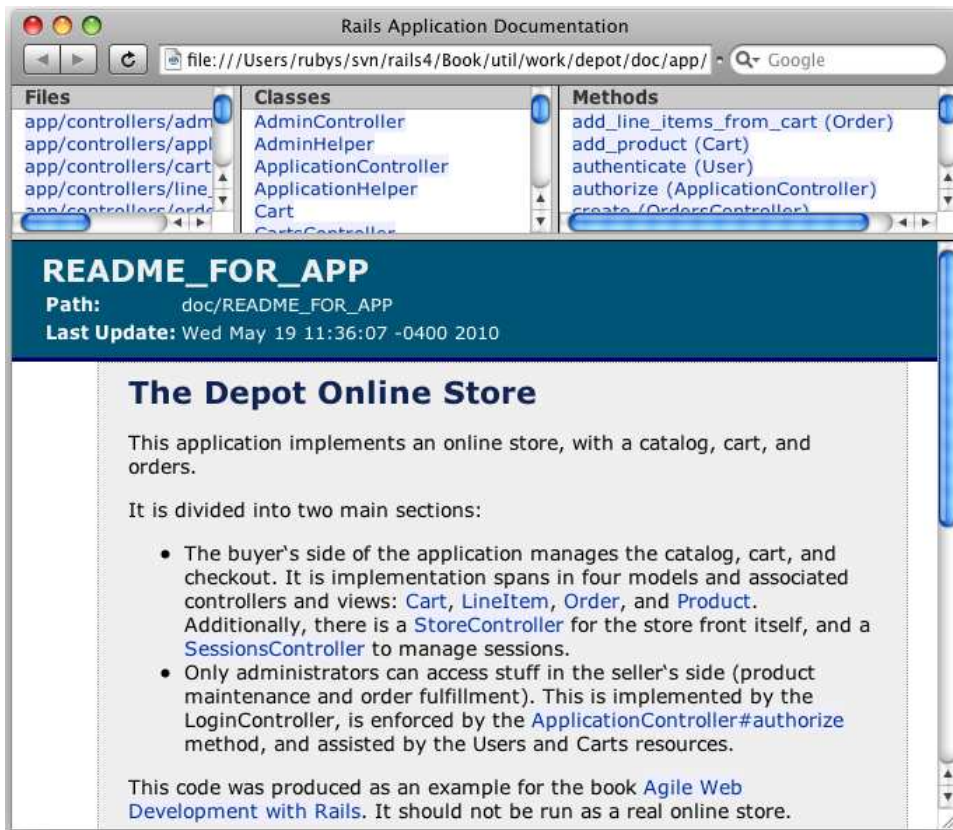 Rails Application Documentation
file:///Users/rubys/svn/rails4/Book/util/work/depot/doc/app/
Google
Files
app/controllers/adm
app/controllers/appl
app/controllers/cart
app/controllers/line_
app/controllers/orde
Classes
AdminController
AdminHelper
ApplicationController
ApplicationHelper
Cart
CartsController
Methods
add_line_items_from_cart (Order)
add_product (Cart)
authenticate (User)
authorize (ApplicationController)
create (OrdersController)
README_FOR_APP
Path: doc/README_FOR_APP
Last Update: Wed May 19 11:36:07 -0400 2010
The Depot Online Store
This application implements an online store, with a catalog, cart, and
orders.
It is divided into two main sections:
• The buyer‛s side of the application manages the catalog, cart, and
checkout. It is implementation spans in four models and associated
controllers and views: Cart, LineItem, Order, and Product.
Additionally, there is a StoreController for the store front itself, and a
SessionsController to manage sessions.
• Only administrators can access stuff in the seller‛s side (product
maintenance and order fulfillment). This is implemented by the
LoginController, is enforced by the ApplicationController#authorize
method, and assisted by the Users and Carts resources.
This code was produced as an example for the book Agile Web
Development with Rails. It should not be run as a real online store.